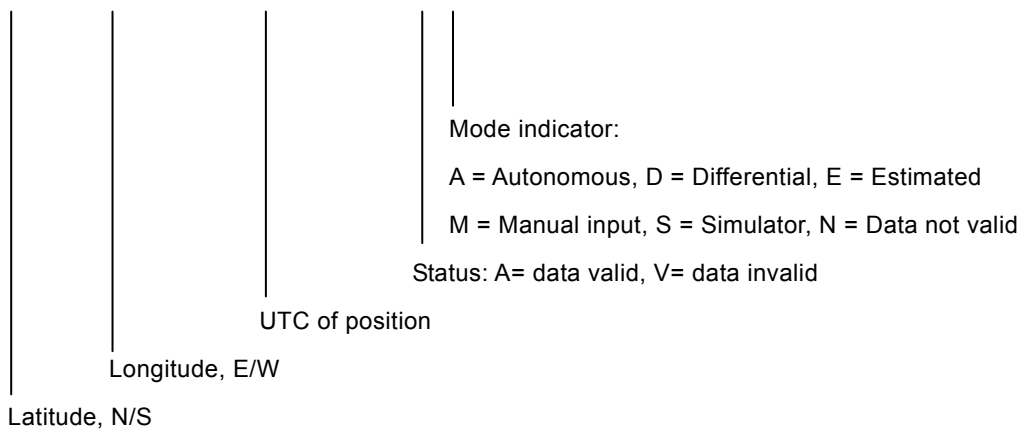 Mode indicator:
A = Autonomous, D = Differential, E = Estimated
M = Manual input, S = Simulator, N = Data not valid
Status: A= data valid, V= data invalid
UTC of position
Longitude, E/W
Latitude, N/S